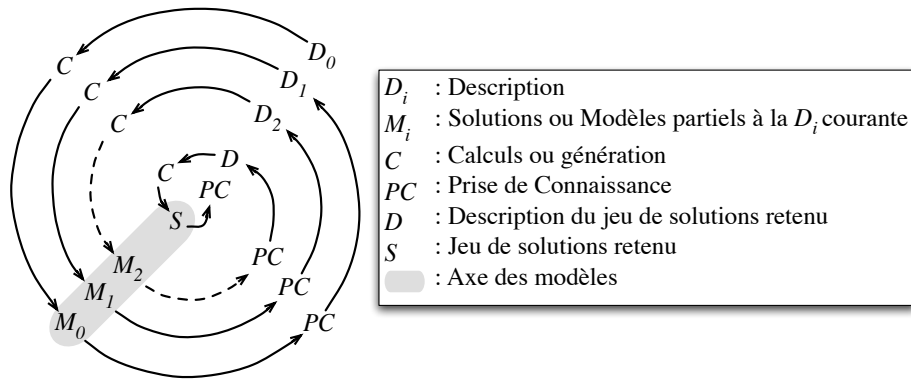 D0
C
D1
C
D2
C
D
C
PC
S
M2
PC
M1
PC
M0
PC
Di : Description
Mi : Solutions ou Modèles partiels à la Di courante
C : Calculs ou génération
PC : Prise de Connaissance
D : Description du jeu de solutions retenu
S : Jeu de solutions retenu
: Axe des modèles